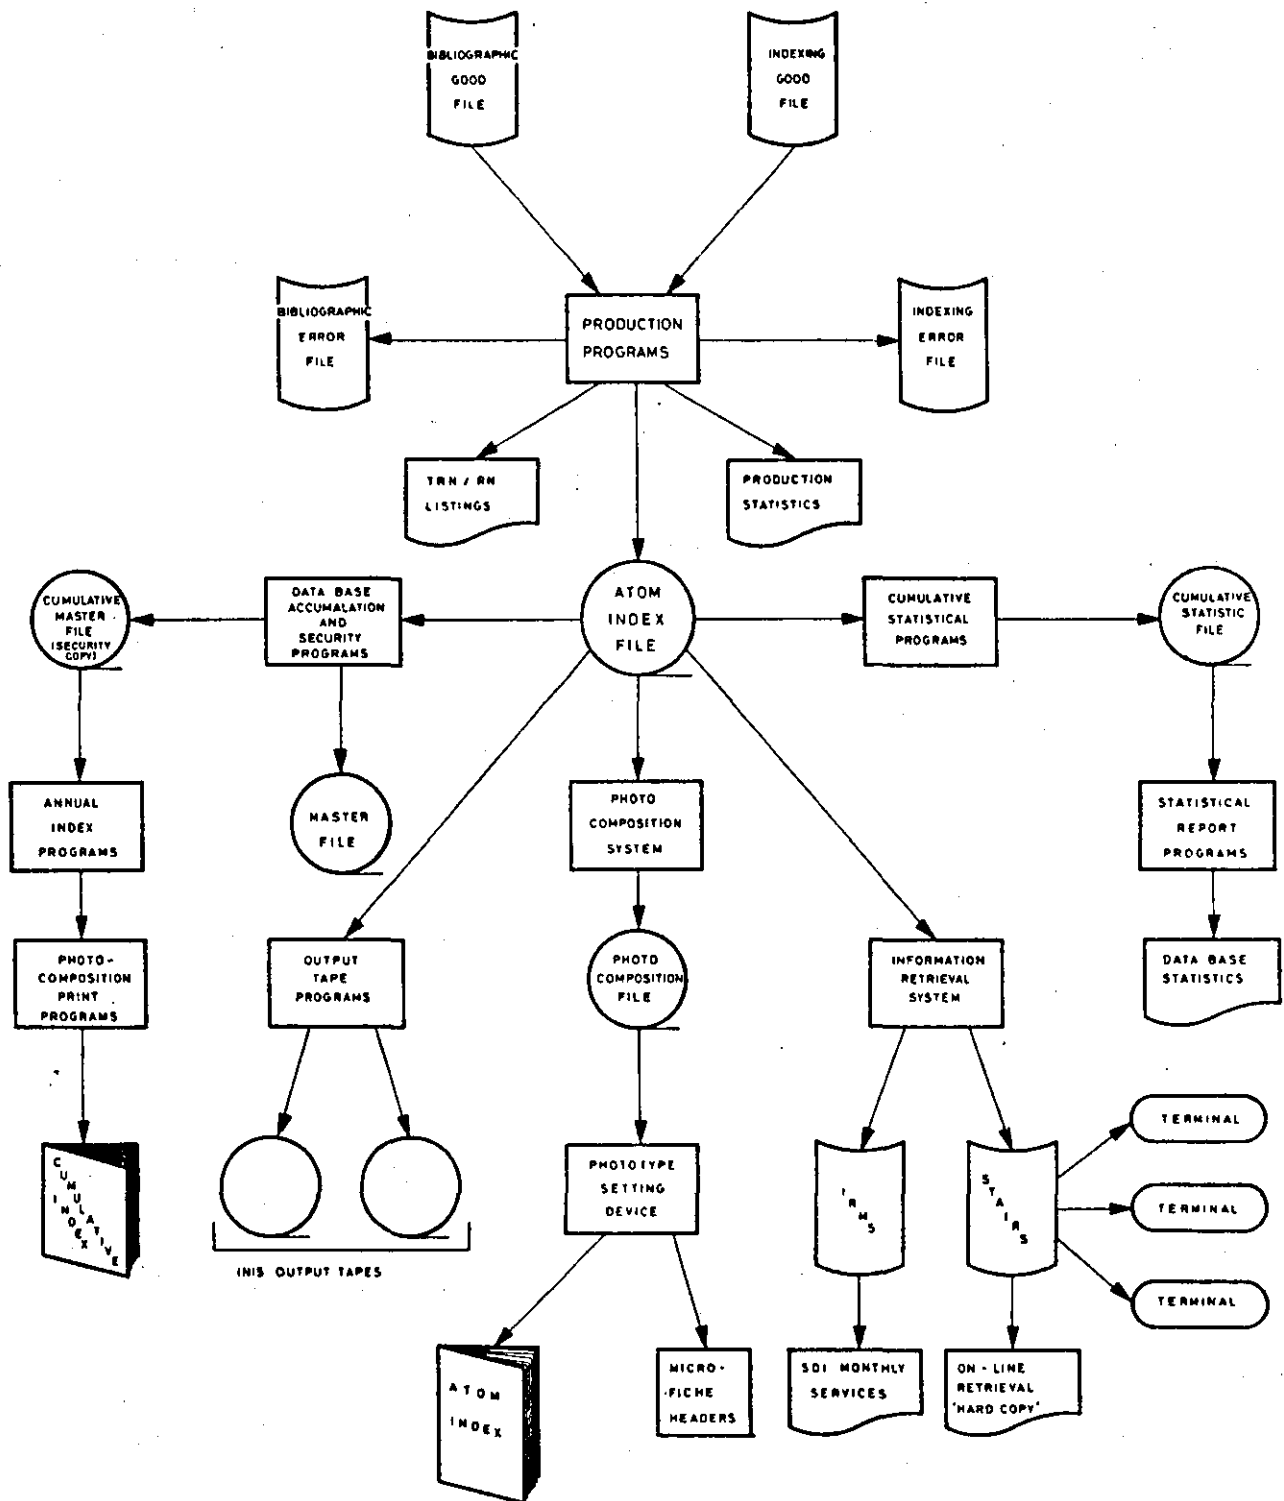 BIBLIOGRAPHIC
GOOD
FILE
INDEXING
GOOD
FILE
BIBLIOGRAPHIC
ERROR
FILE
PRODUCTION
PROGRAMS
INDEXING
ERROR
FILE
TRN / RN
LISTINGS
PRODUCTION
STATISTICS
CUMULATIVE
MASTER
FILE
(SECURITY
COPY)
DATA BASE
ACCUMALATION
AND
SECURITY
PROGRAMS
ATOM
INDEX
FILE
CUMULATIVE
STATISTICAL
PROGRAMS
CUMULATIVE
STATISTIC
FILE
ANNUAL
INDEX
PROGRAMS
MASTER
FILE
PHOTO
COMPOSITION
SYSTEM
STATISTICAL
REPORT
PROGRAMS
PHOTO-
COMPOSITION
PRINT
PROGRAMS
OUTPUT
TAPE
PROGRAMS
PHOTO
COMPOSITION
FILE
INFORMATION
RETRIEVAL
SYSTEM
DATA BASE
STATISTICS
CUMULATIVE
INDEX
INIS OUTPUT TAPES
PHOTOTYPE
SETTING
DEVICE
IRMS
STAIRS
TERMINAL
TERMINAL
TERMINAL
ATOM
INDEX
MICRO-
FICHE
HEADERS
SDI MONTHLY
SERVICES
ON-LINE
RETRIEVAL
"HARD COPY"